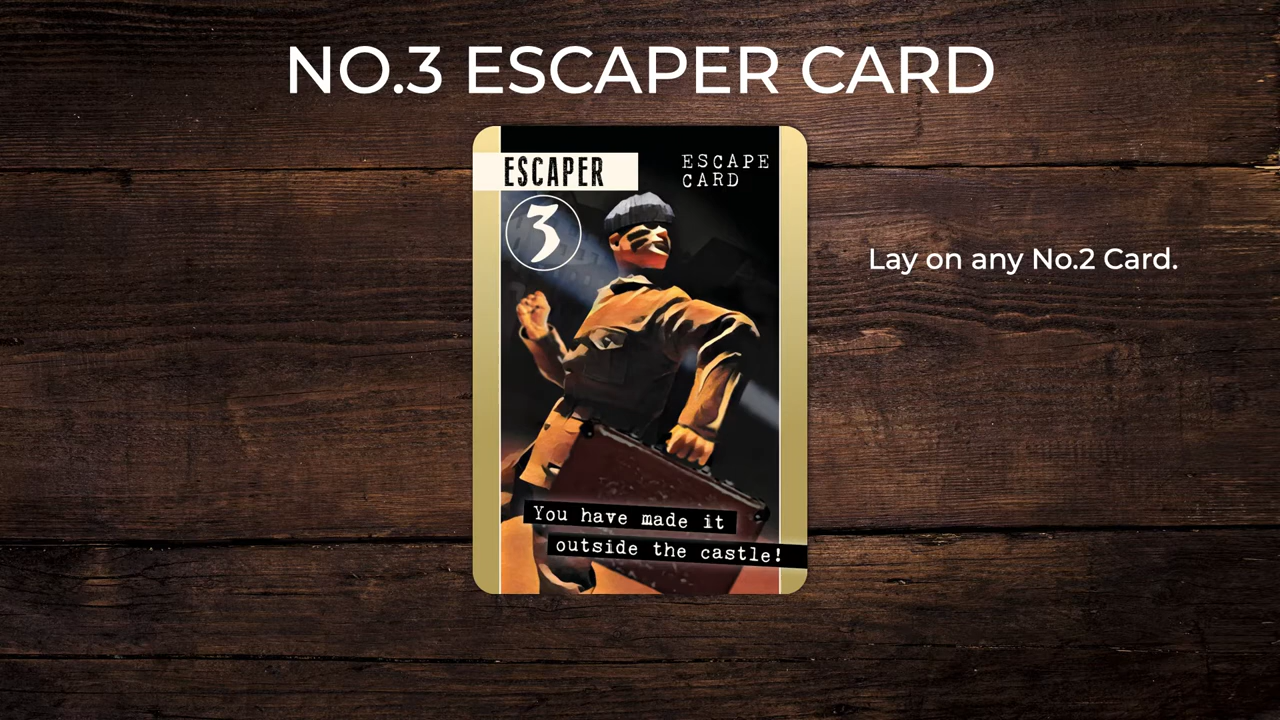 NO.3 ESCAPER CARD
ESCAPER
ESCAPE
CARD
3
Lay on any No.2 Card.
You have made it
outside the castle!